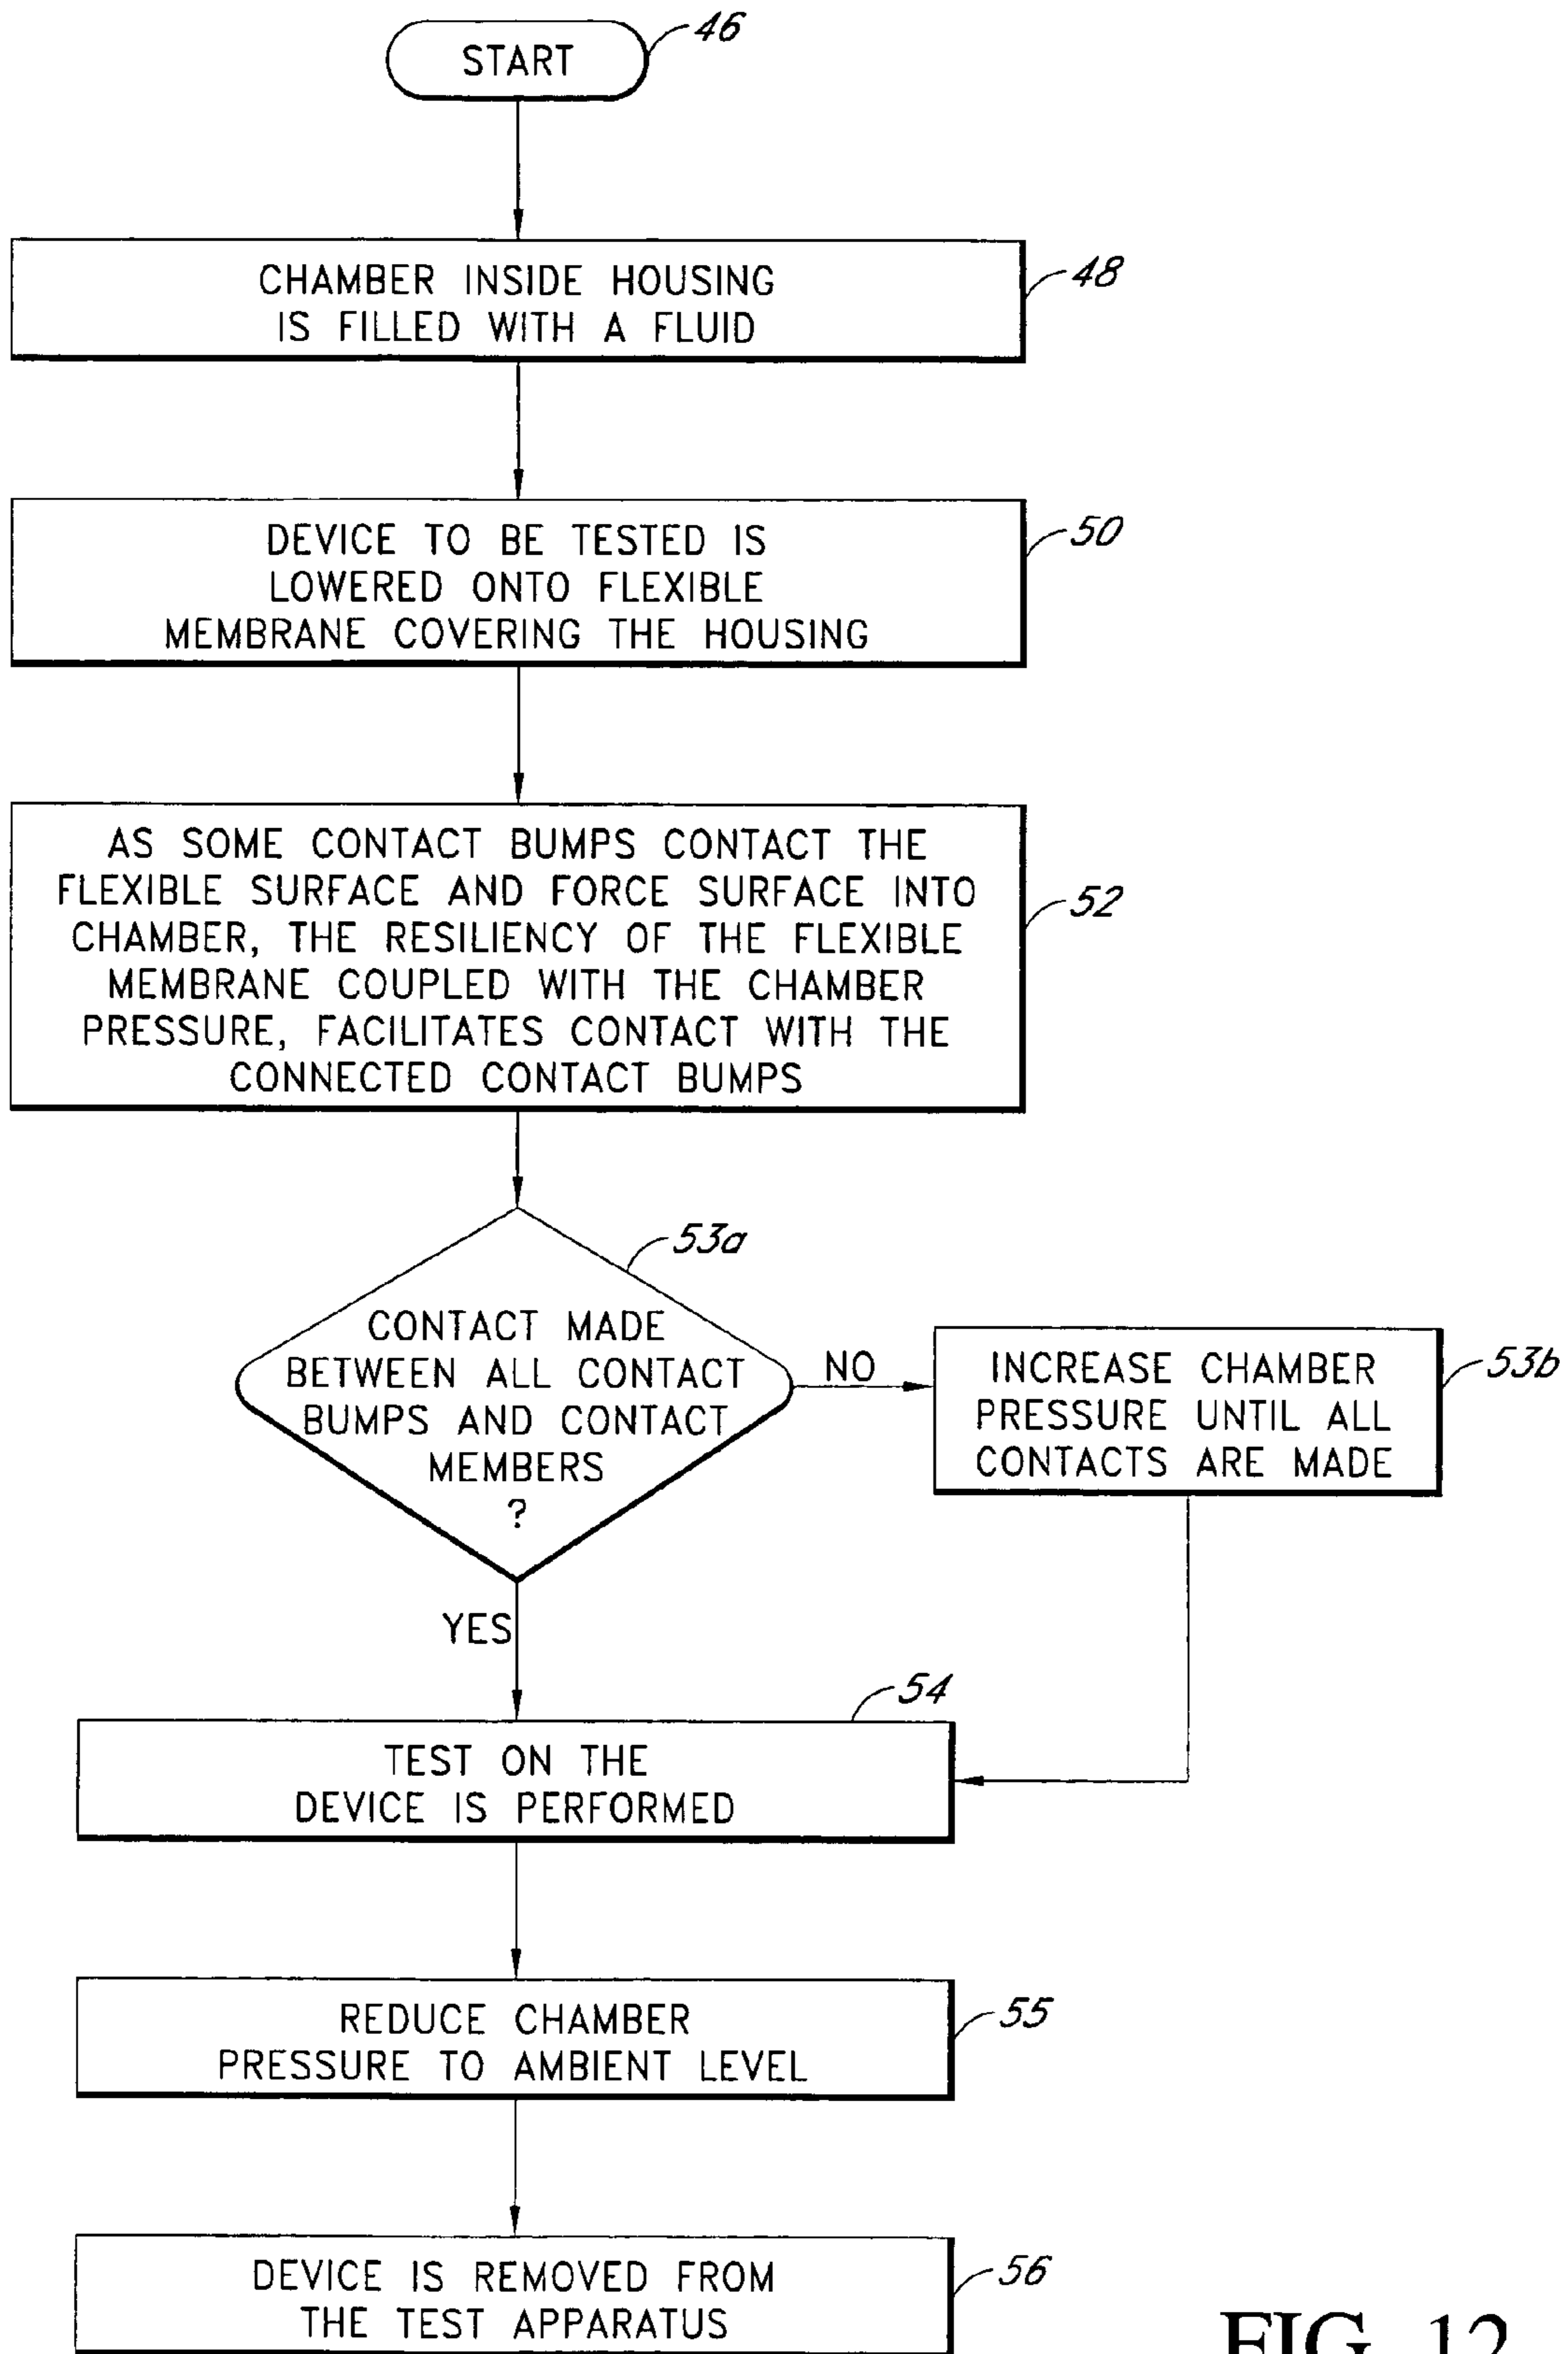 START
46
CHAMBER INSIDE HOUSING
IS FILLED WITH A FLUID
48
DEVICE TO BE TESTED IS
LOWERED ONTO FLEXIBLE
MEMBRANE COVERING THE HOUSING
50
AS SOME CONTACT BUMPS CONTACT THE
FLEXIBLE SURFACE AND FORCE SURFACE INTO
CHAMBER, THE RESILIENCY OF THE FLEXIBLE
MEMBRANE COUPLED WITH THE CHAMBER
PRESSURE, FACILITATES CONTACT WITH THE
CONNECTED CONTACT BUMPS
52
53a
CONTACT MADE
BETWEEN ALL CONTACT
BUMPS AND CONTACT
MEMBERS
?
NO
INCREASE CHAMBER
PRESSURE UNTIL ALL
CONTACTS ARE MADE
53b
YES
54
TEST ON THE
DEVICE IS PERFORMED
REDUCE CHAMBER
PRESSURE TO AMBIENT LEVEL
55
DEVICE IS REMOVED FROM
THE TEST APPARATUS
56
FIG. 12